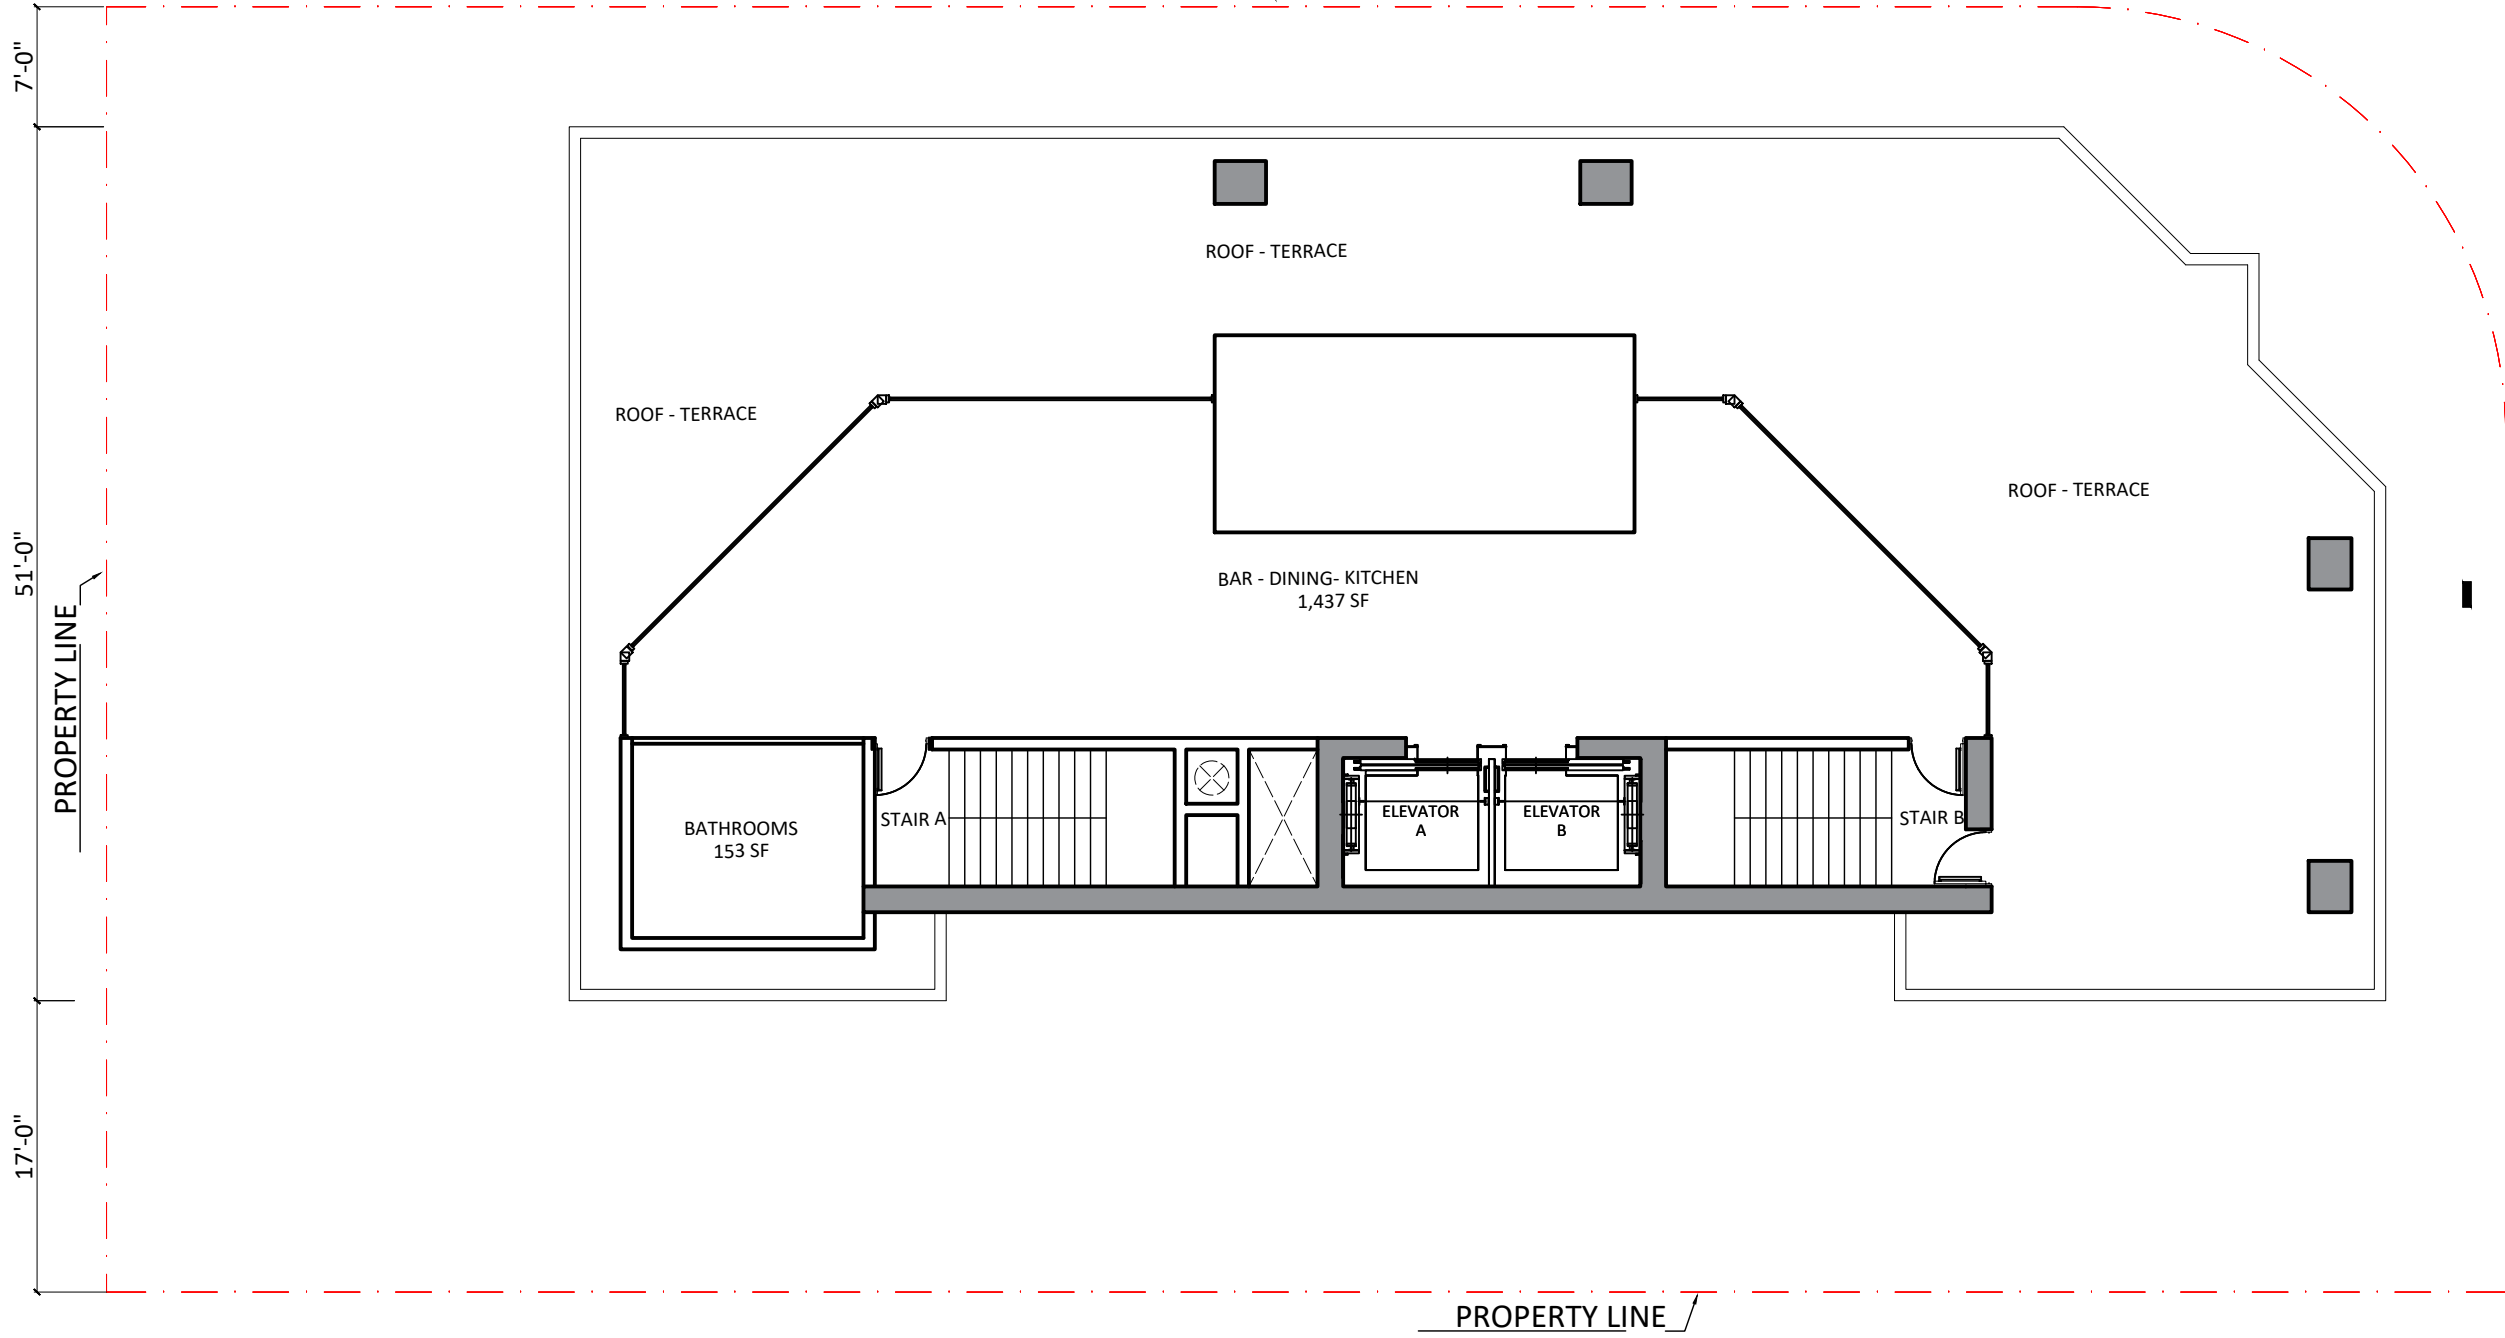 7'-0"
ROOF - TERRACE
ROOF - TERRACE
ROOF - TERRACE
51'-0"
PROPERTY LINE
BAR - DINING- KITCHEN
1,437 SF
BATHROOMS
153 SF
STAIR A
ELEVATOR
A
ELEVATOR
B
STAIR B
17'-0"
PROPERTY LINE